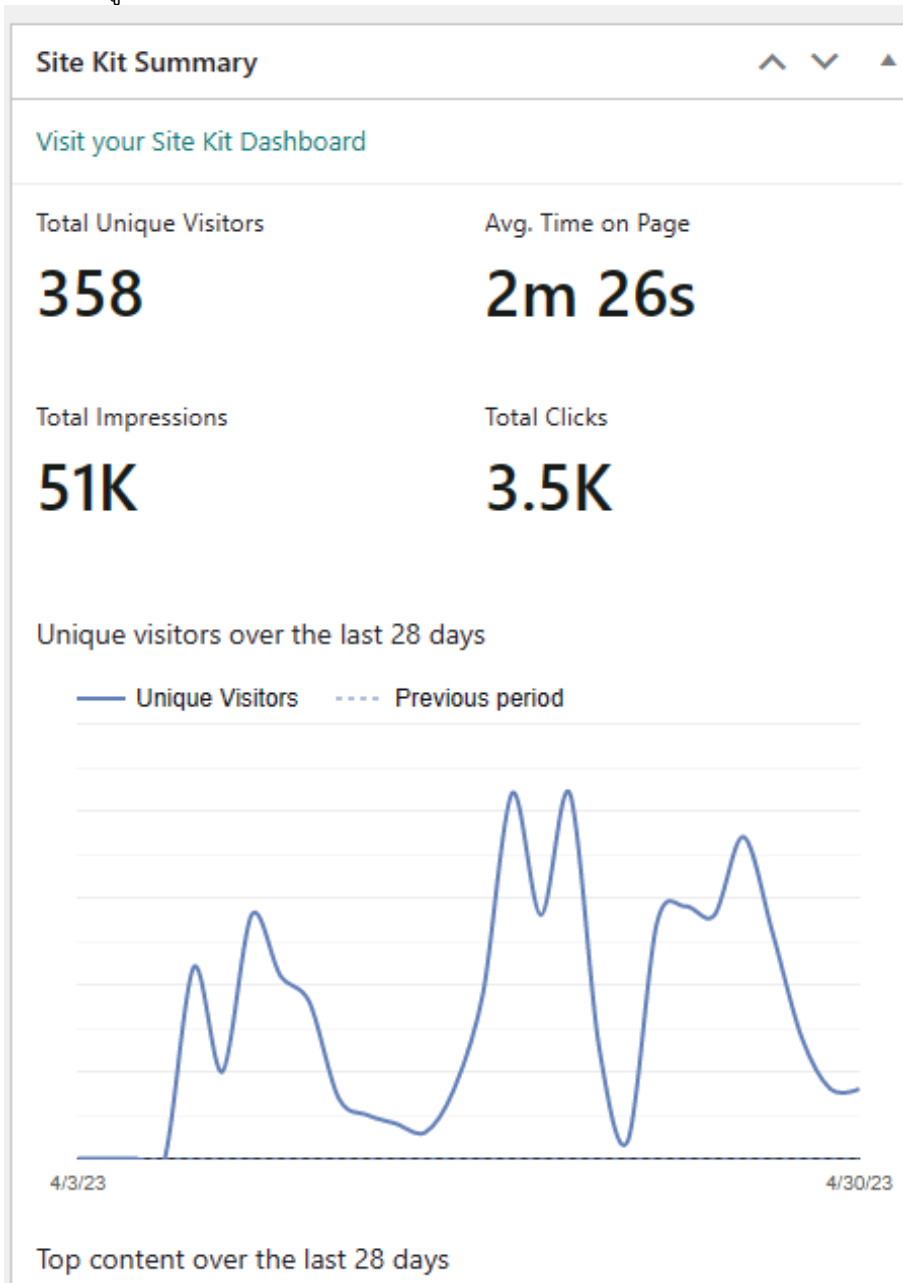 Site Kit Summary
Visit your Site Kit Dashboard
Total Unique Visitors
358
Avg. Time on Page
2m 26s
Total Impressions
51K
Total Clicks
3.5K
Unique visitors over the last 28 days
Unique Visitors
Previous period
4/3/23
4/30/23
Top content over the last 28 days